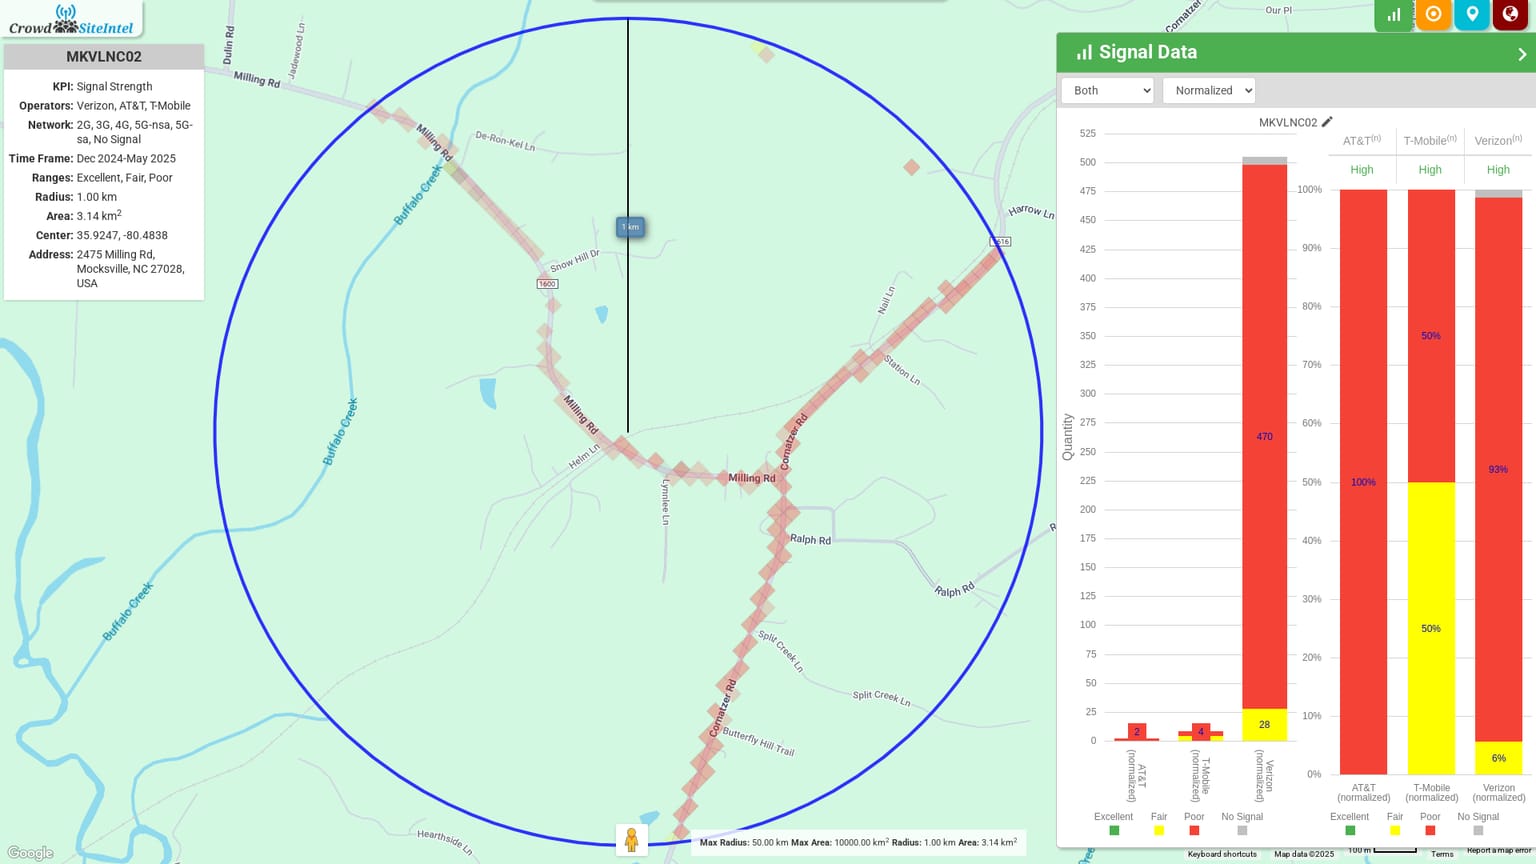 Crowd SiteIntel
MKVLNC02
KPI: Signal Strength
Operators: Verizon, AT&T, T-Mobile
Network: 2G, 3G, 4G, 5G-nsa, 5G-
sa, No Signal
Time Frame: Dec 2024-May 2025
Ranges: Excellent, Fair, Poor
Radius: 1.00 km
Area: 3.14 km²
Center: 35.9247, -80.4838
Address: 2475 Milling Rd,
Mocksville, NC 27028,
USA
Dulin Rd
Jadewood Ln
Milling Rd
Milling Rd
De-Ron-Kel Ln
Buffalo Creek
1 km
Snow Hill Dr
1600
Our Pl
Cornatzer
Harrow Ln
1616
Nail Ln
Station Ln
Milling Rd
Buffalo Creek
Helm Ln
Cornatzer Rd
Milling Rd
Lynnlee Ln
Ralph Rd
Ralph Rd
Buffalo Creek
Split Creek Ln
Split Creek Ln
Cornatzer Rd
Butterfly Hill Trail
Hearthside Ln
Google
Max Radius: 50.00 km Max Area: 10000.00 km² Radius: 1.00 km Area: 3.14 km²
Signal Data
Both
Normalized
MKVLNC02
Quantity
525
500
475
450
425
400
375
350
325
300
275
250
225
200
175
150
125
100
75
50
25
0
2
4
470
28
AT&T
(normalized)
T-Mobile
(normalized)
Verizon
(normalized)
Excellent Fair Poor No Signal
AT&T(n) T-Mobile(n) Verizon(n)
High High High
100%
90%
80%
70%
60%
50%
40%
30%
20%
10%
0%
100%
50%
50%
93%
6%
AT&T
(normalized)
T-Mobile
(normalized)
Verizon
(normalized)
Excellent Fair Poor No Signal
Keyboard shortcuts
Map data ©2025
100 m
Terms
Report a map error